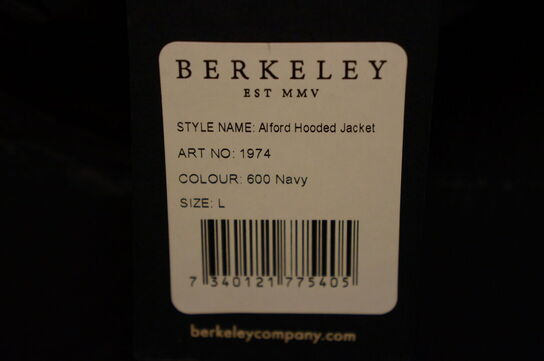 BERKELEY
EST MMV
STYLE NAME: Alford Hooded Jacket
ART NO: 1974
COLOUR: 600 Navy
SIZE: L
7 340121 775405
berkeleycompany.com